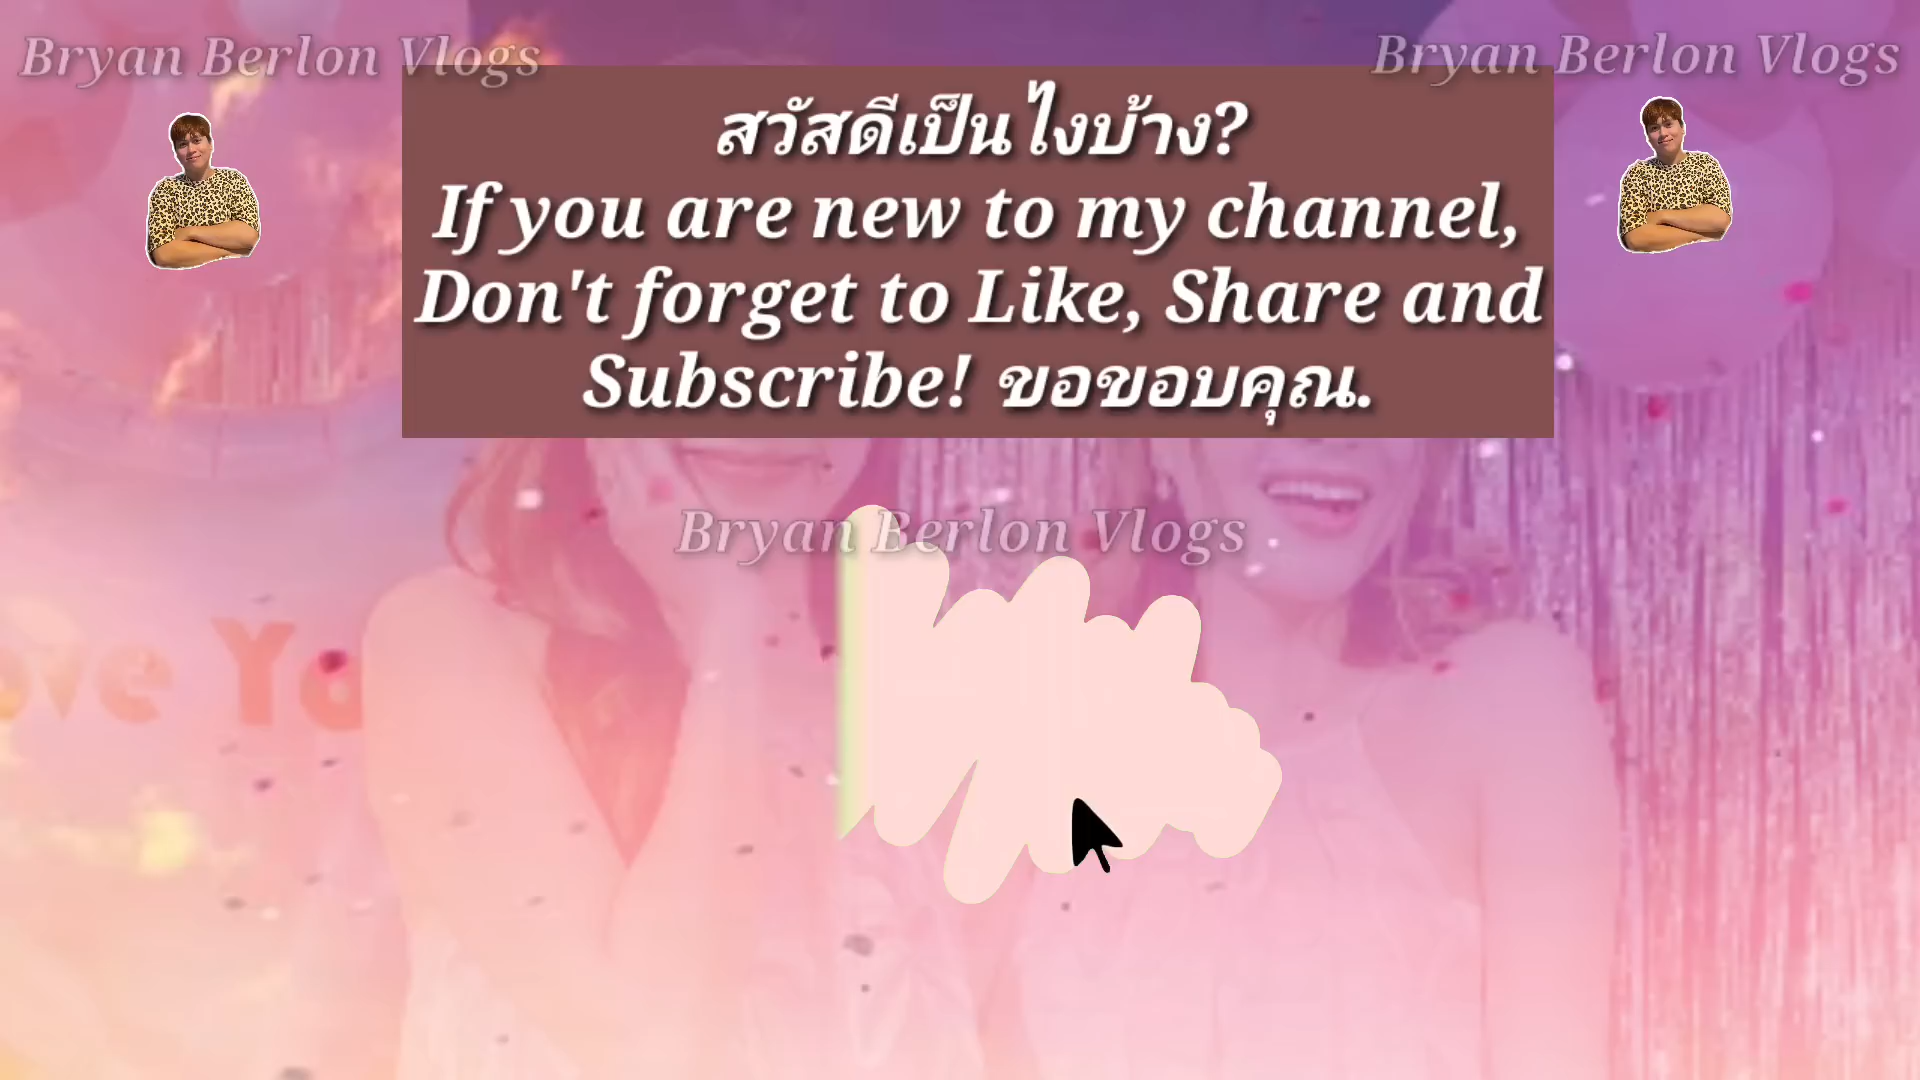 Bryan Berlon Vlogs
Bryan Berlon Vlogs
สวัสดีเป็นไงบ้าง?
If you are new to my channel,
Don't forget to Like, Share and
Subscribe! ขอขอบคุณ.
Bryan Berlon Vlogs
ove Yo